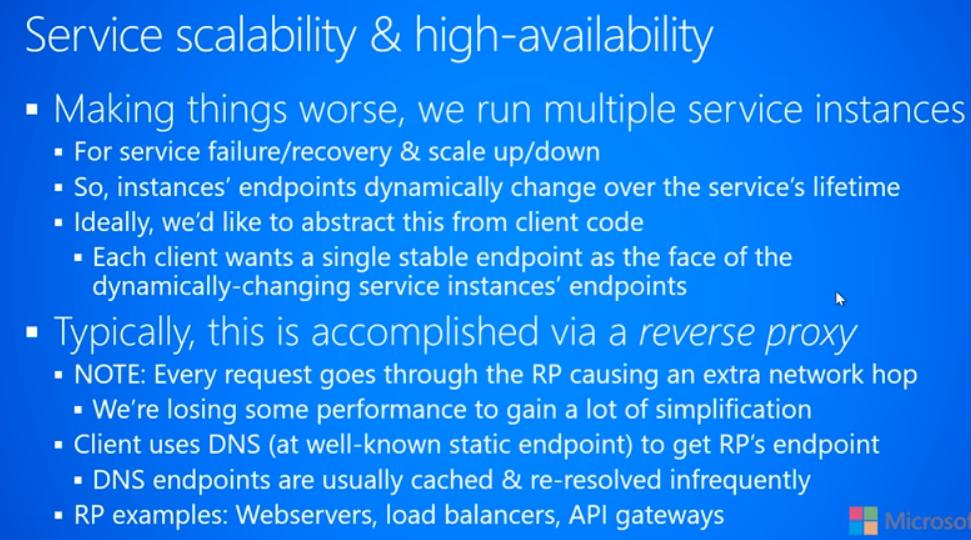 Service scalability & high-availability
▪ Making things worse, we run multiple service instances
▪ For service failure/recovery & scale up/down
▪ So, instances’ endpoints dynamically change over the service’s lifetime
▪ Ideally, we’d like to abstract this from client code
▪ Each client wants a single stable endpoint as the face of the
dynamically-changing service instances’ endpoints
▪ Typically, this is accomplished via a reverse proxy
▪ NOTE: Every request goes through the RP causing an extra network hop
▪ We’re losing some performance to gain a lot of simplification
▪ Client uses DNS (at well-known static endpoint) to get RP’s endpoint
▪ DNS endpoints are usually cached & re-resolved infrequently
▪ RP examples: Webservers, load balancers, API gateways
Microsof